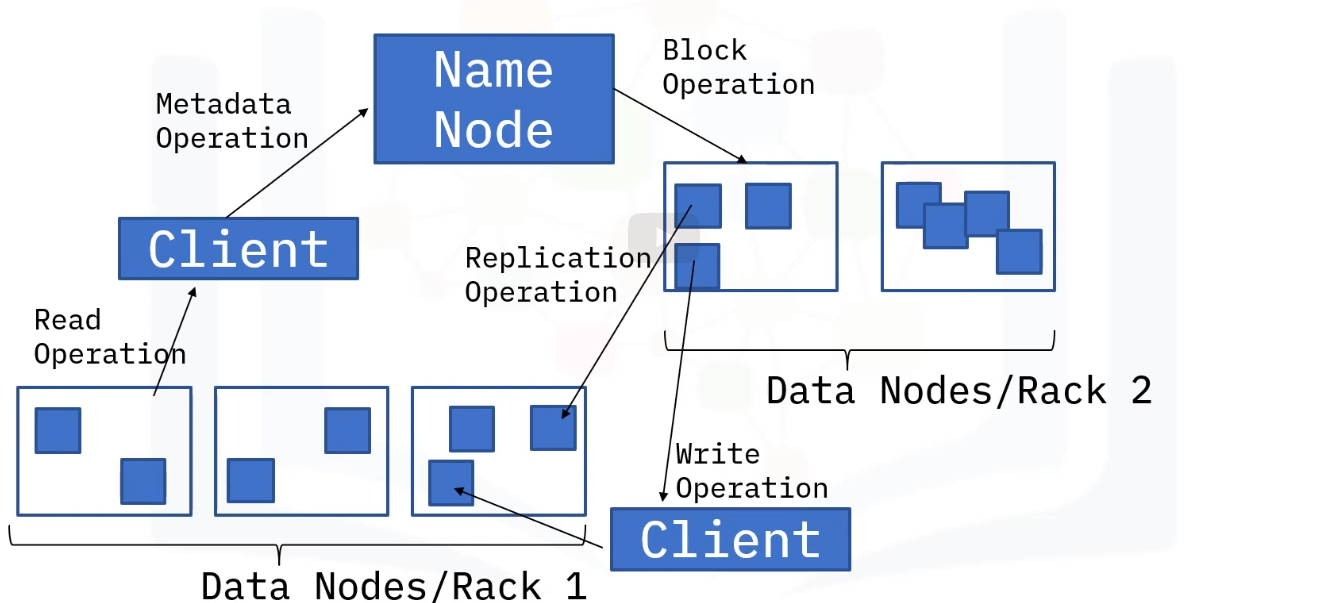 Name
Node
Block
Operation
Metadata
Operation
Client
Replication
Operation
Read
Operation
Data Nodes/Rack 2
Write
Operation
Client
Data Nodes/Rack 1